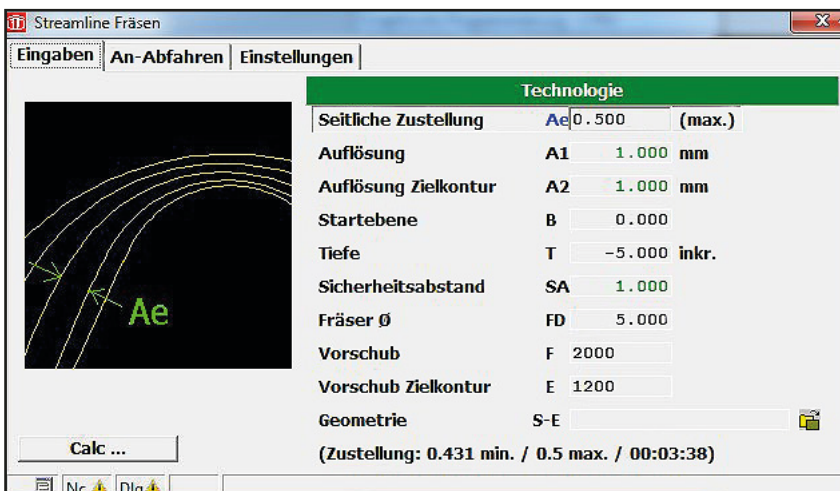 Streamline Fräsen
Eingaben An-Abfahren Einstellungen
Technologie
Seitliche Zustellung Ae 0.500 (max.)
Auflösung A1 1.000 mm
Auflösung Zielkontur A2 1.000 mm
Startebene B 0.000
Tiefe T -5.000 inkr.
Sicherheitsabstand SA 1.000
Fräser Ø FD 5.000
Vorschub F 2000
Vorschub Zielkontur E 1200
Geometrie S-E
(Zustellung: 0.431 min. / 0.5 max. / 00:03:38)
Ae
Calc ...
Nc Dlg